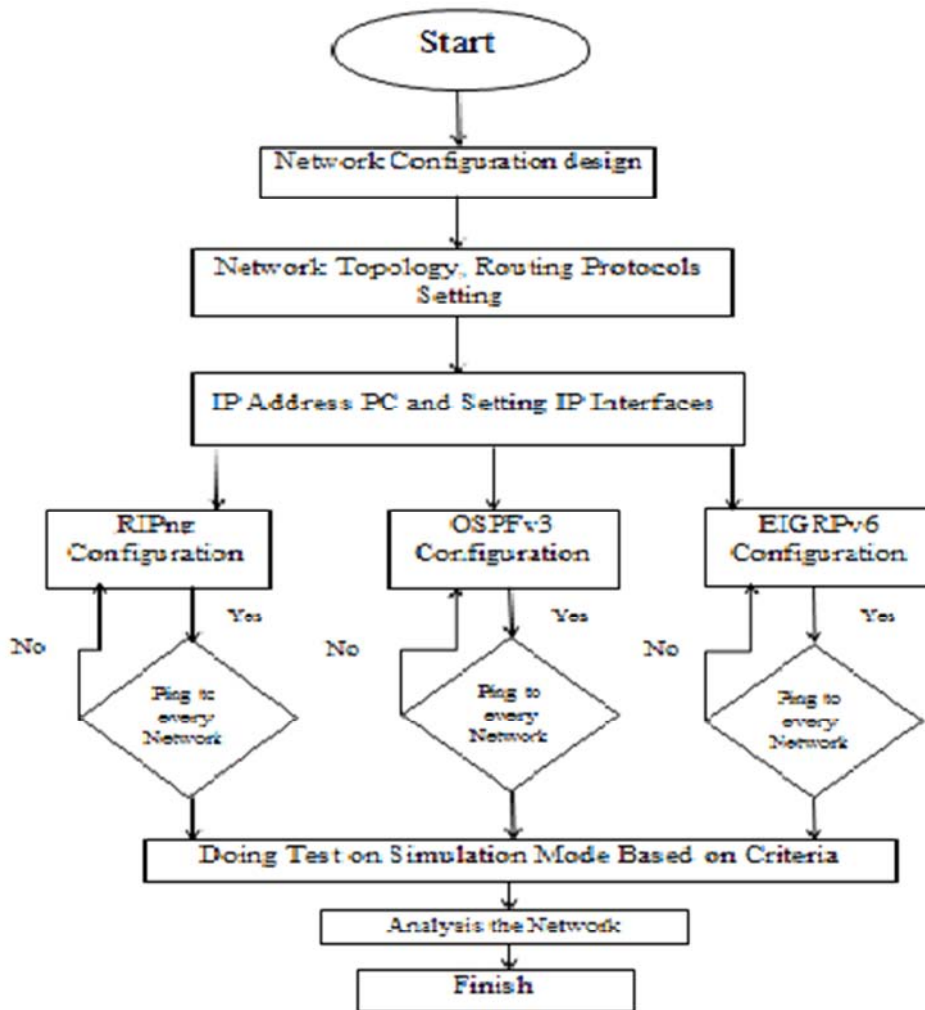 Start
Network Configuration design
Network Topology, Routing Protocols
Setting
IP Address PC and Setting IP Interfaces
RIPng
Configuration
OSPFv3
Configuration
EIGRPv6
Configuration
No
Yes
No
Yes
No
Yes
Ping to
every
Network
Ping to
every
Network
Ping to
every
Network
Doing Test on Simulation Mode Based on Criteria
Analysis the Network
Finish